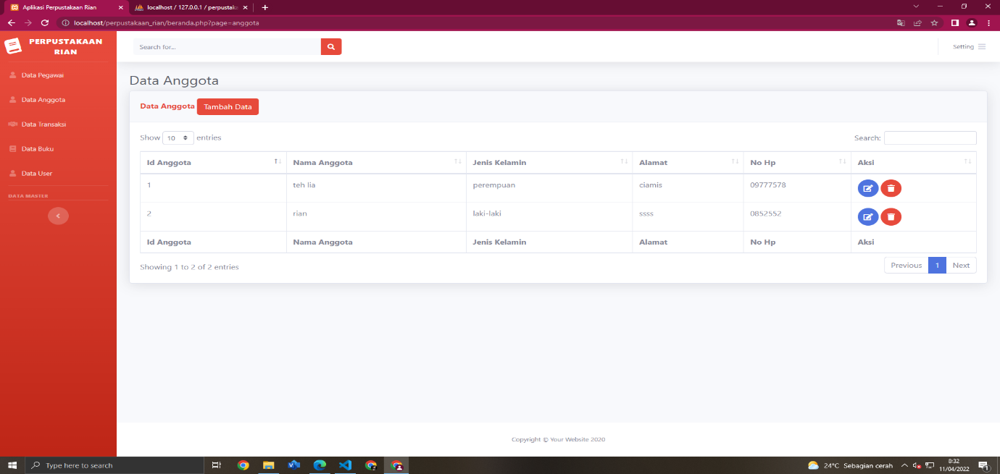 Aplikasi Perpustakaan Rian
localhost / 127.0.0.1 / perpustaka
localhost/perpustakaan_rian/beranda.php?page=anggota
PERPUSTAKAAN
RIAN
Data Pegawai
Data Anggota
Data Transaksi
Data Buku
Data User
DATA MASTER
Search for...
Setting
Data Anggota
Data Anggota Tambah Data
Show 10 entries
Search:
Id Anggota Nama Anggota Jenis Kelamin Alamat No Hp Aksi
1 teh lia perempuan ciamis 09777578
2 rian laki-laki ssss 0852552
Id Anggota Nama Anggota Jenis Kelamin Alamat No Hp Aksi
Showing 1 to 2 of 2 entries
Previous 1 Next
Copyright © Your Website 2020
Type here to search
24°C Sebagian cerah
8:32
11/04/2022
1